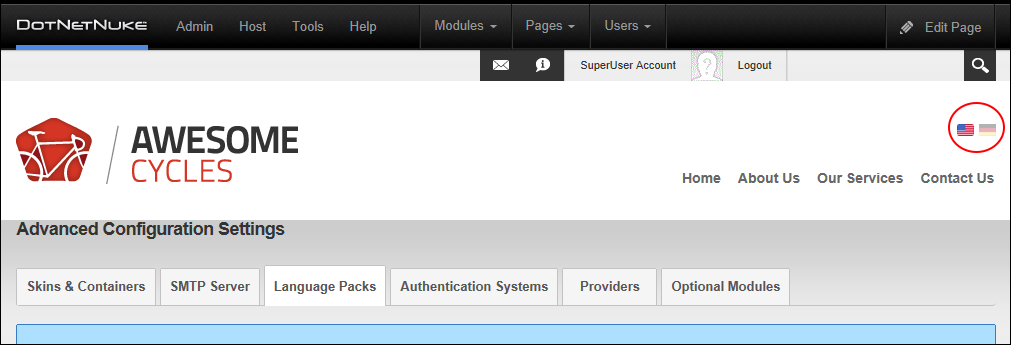 DOTNETNUKE Admin Host Tools Help Modules Pages Users Edit Page
SuperUser Account Logout
AWESOME
CYCLES
Home About Us Our Services Contact Us
Advanced Configuration Settings
Skins & Containers SMTP Server Language Packs Authentication Systems Providers Optional Modules